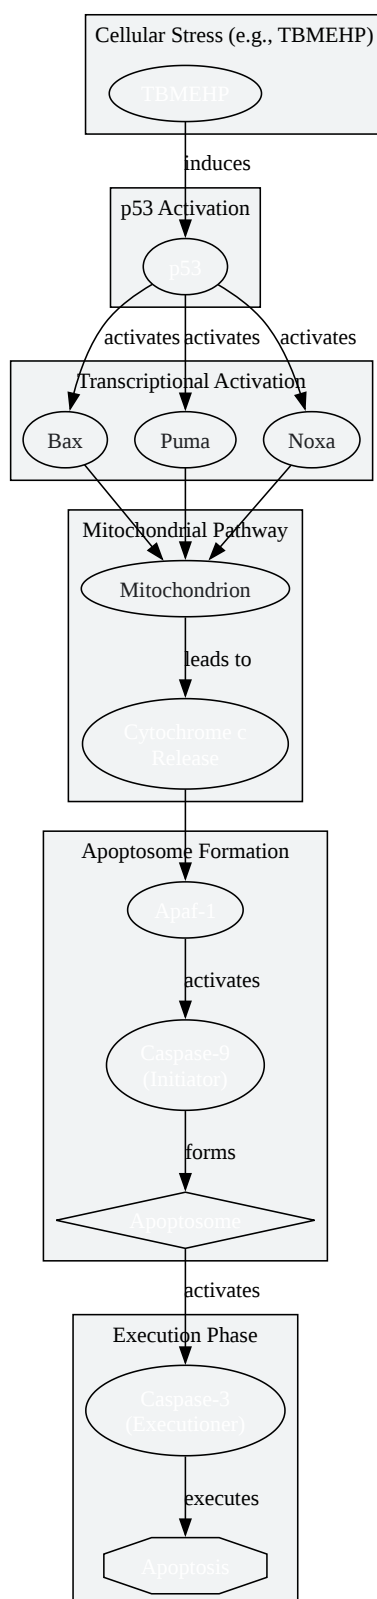 Cellular Stress (e.g., TBMEHP)
TBMEHP
induces
p53 Activation
p53
activates activates activates
Transcriptional Activation
Bax Puma Noxa
Mitochondrial Pathway
Mitochondrion
leads to
Cytochrome c
Release
Apoptosome Formation
Apaf-1
activates
Caspase-9
(Initiator)
forms
Apoptosome
activates
Execution Phase
Caspase-3
(Executioner)
executes
Apoptosis